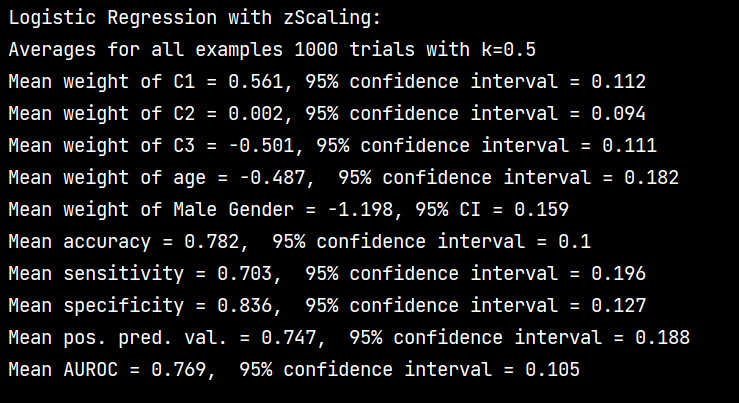 Logistic Regression with zScaling:
Averages for all examples 1000 trials with k=0.5
Mean weight of C1 = 0.561, 95% confidence interval = 0.112
Mean weight of C2 = 0.002, 95% confidence interval = 0.094
Mean weight of C3 = -0.501, 95% confidence interval = 0.111
Mean weight of age = -0.487,  95% confidence interval = 0.182
Mean weight of Male Gender = -1.198, 95% CI = 0.159
Mean accuracy = 0.782,  95% confidence interval = 0.1
Mean sensitivity = 0.703,  95% confidence interval = 0.196
Mean specificity = 0.836,  95% confidence interval = 0.127
Mean pos. pred. val. = 0.747,  95% confidence interval = 0.188
Mean AUROC = 0.769,  95% confidence interval = 0.105